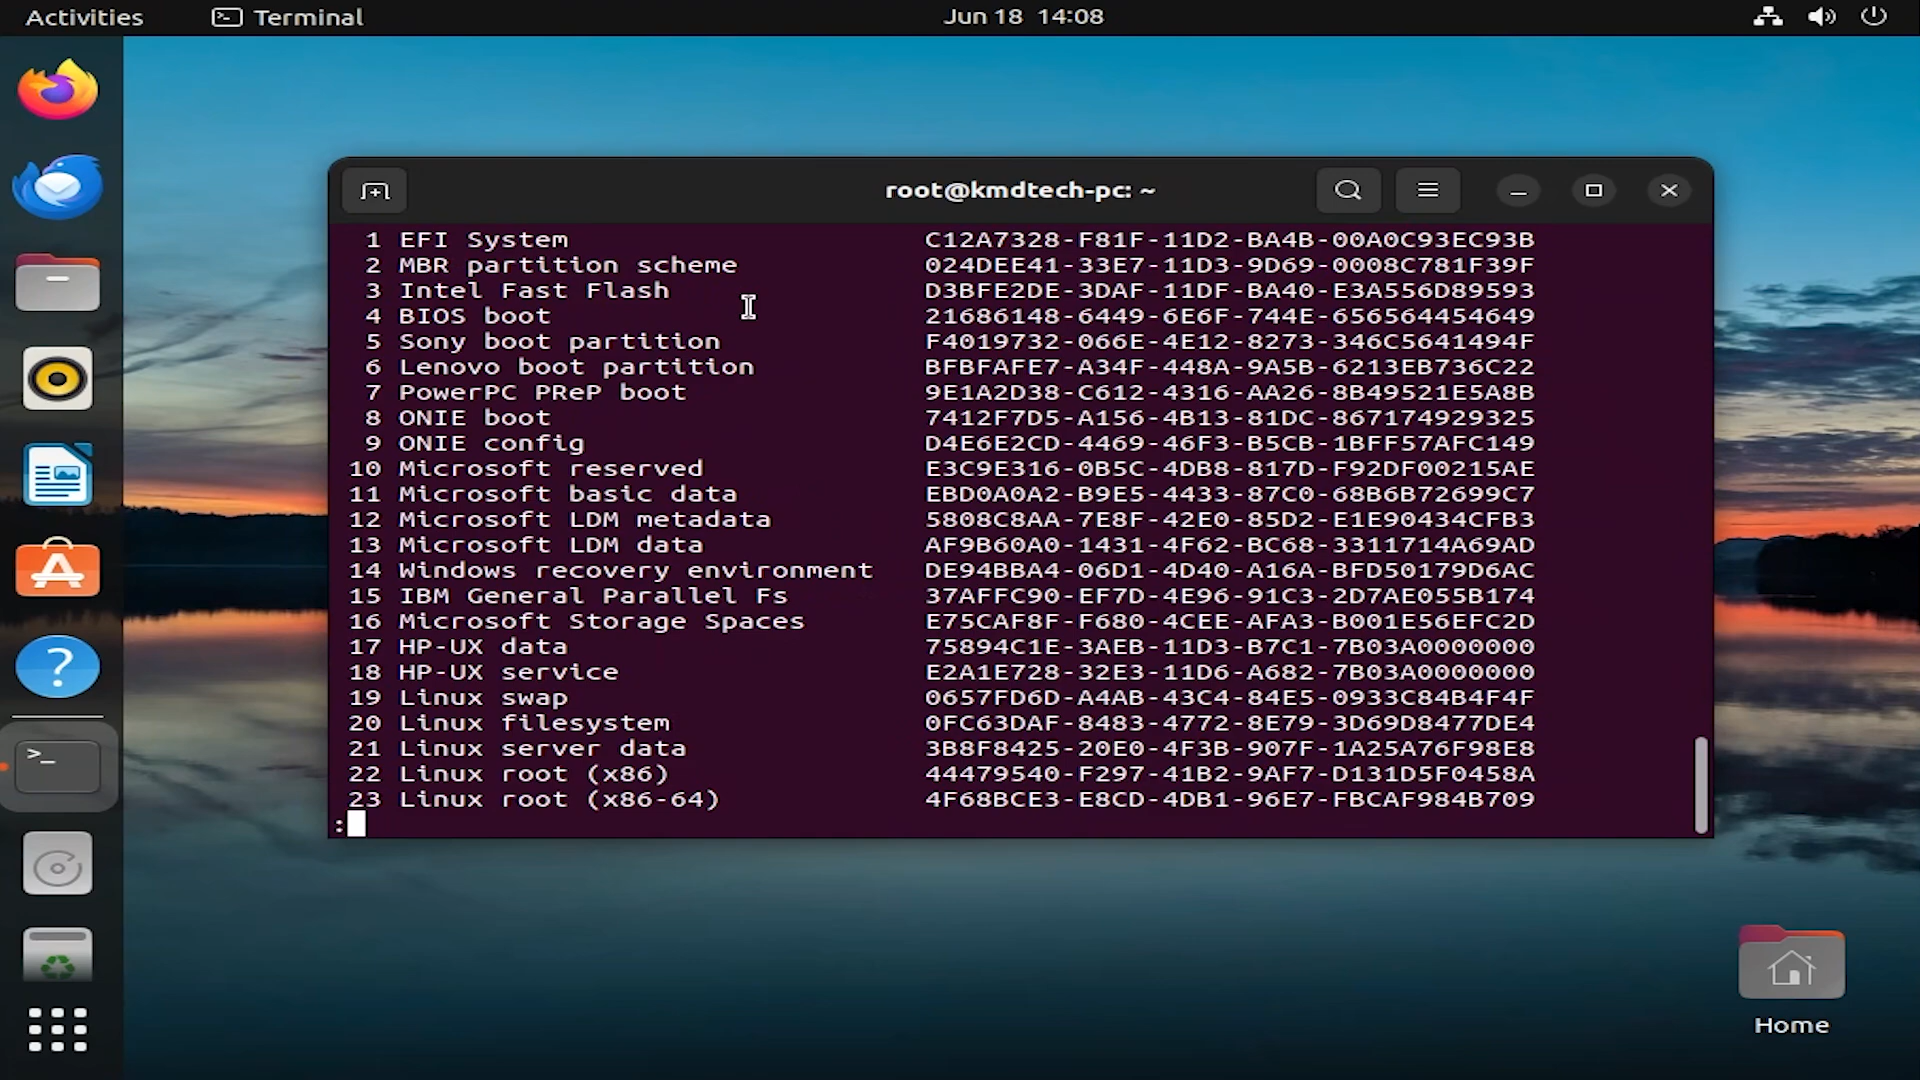 Activities Terminal Jun 18 14:08
root@kmdtech-pc: ~
1 EFI System C12A7328-F81F-11D2-BA4B-00A0C93EC93B
2 MBR partition scheme 024DEE41-33E7-11D3-9D69-0008C781F39F
3 Intel Fast Flash D3BFE2DE-3DAF-11DF-BA40-E3A556D89593
4 BIOS boot 21686148-6449-6E6F-744E-656564454649
5 Sony boot partition F4019732-066E-4E12-8273-346C5641494F
6 Lenovo boot partition BFBFAFE7-A34F-448A-9A5B-6213EB736C22
7 PowerPC PReP boot 9E1A2D38-C612-4316-AA26-8B49521E5A8B
8 ONIE boot 7412F7D5-A156-4B13-81DC-867174929325
9 ONIE config D4E6E2CD-4469-46F3-B5CB-1BFF57AFC149
10 Microsoft reserved E3C9E316-0B5C-4DB8-817D-F92DF00215AE
11 Microsoft basic data EBD0A0A2-B9E5-4433-87C0-68B6B72699C7
12 Microsoft LDM metadata 5808C8AA-7E8F-42E0-85D2-E1E90434CFB3
13 Microsoft LDM data AF9B60A0-1431-4F62-BC68-3311714A69AD
14 Windows recovery environment DE94BBA4-06D1-4D40-A16A-BFD50179D6AC
15 IBM General Parallel Fs 37AFFC90-EF7D-4E96-91C3-2D7AE055B174
16 Microsoft Storage Spaces E75CAF8F-F680-4CEE-AFA3-B001E56EFC2D
17 HP-UX data 75894C1E-3AEB-11D3-B7C1-7B03A0000000
18 HP-UX service E2A1E728-32E3-11D6-A682-7B03A0000000
19 Linux swap 0657FD6D-A4AB-43C4-84E5-0933C84B4F4F
20 Linux filesystem 0FC63DAF-8483-4772-8E79-3D69D8477DE4
21 Linux server data 3B8F8425-20E0-4F3B-907F-1A25A76F98E8
22 Linux root (x86) 44479540-F297-41B2-9AF7-D131D5F0458A
23 Linux root (x86-64) 4F68BCE3-E8CD-4DB1-96E7-FBCAF984B709
:
Home